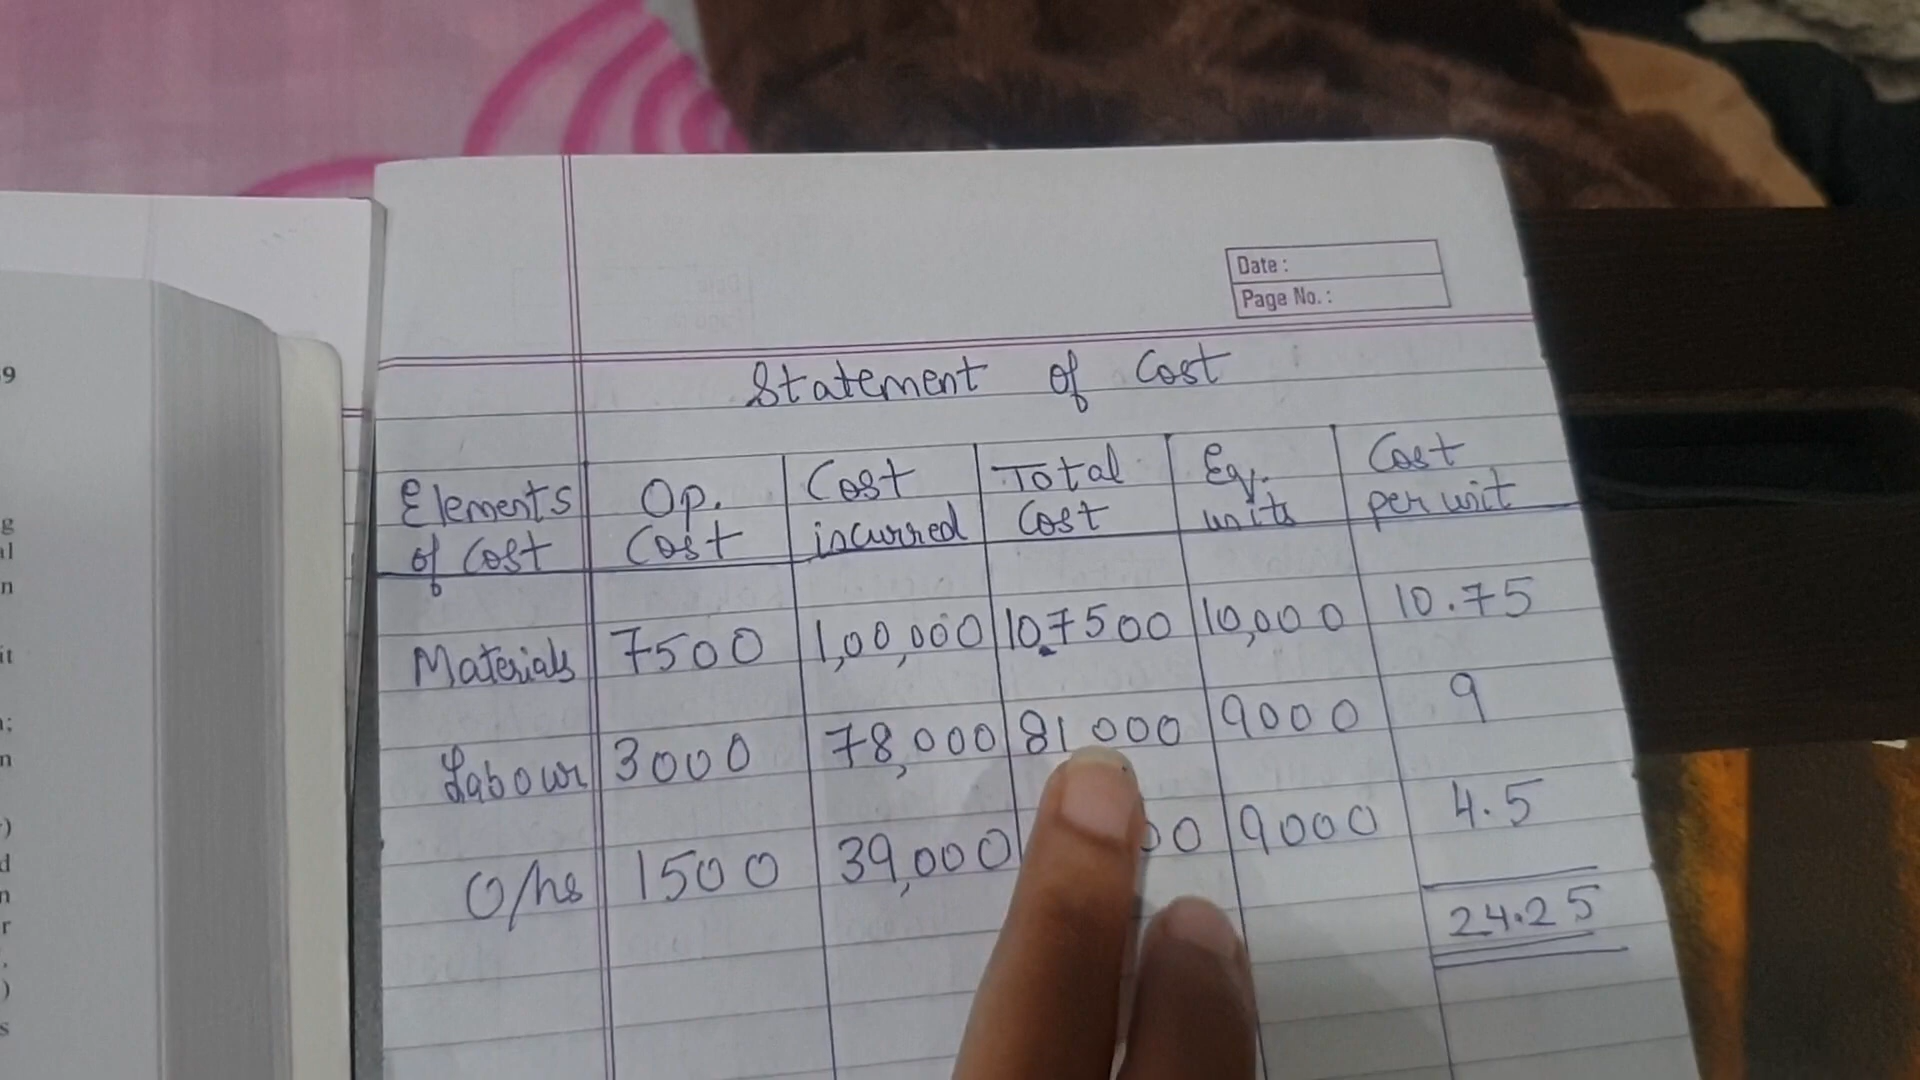 Date :
Page No. :
Statement of Cost
Elements of Cost Op. Cost Cost incurred Total Cost Eq. units Cost per unit
Materials 7500 1,00,000 10,7500 10,000 10.75
Labour 3000 78,000 81000 9000 9
O/hs 1500 39,000 9000 4.5
24.25